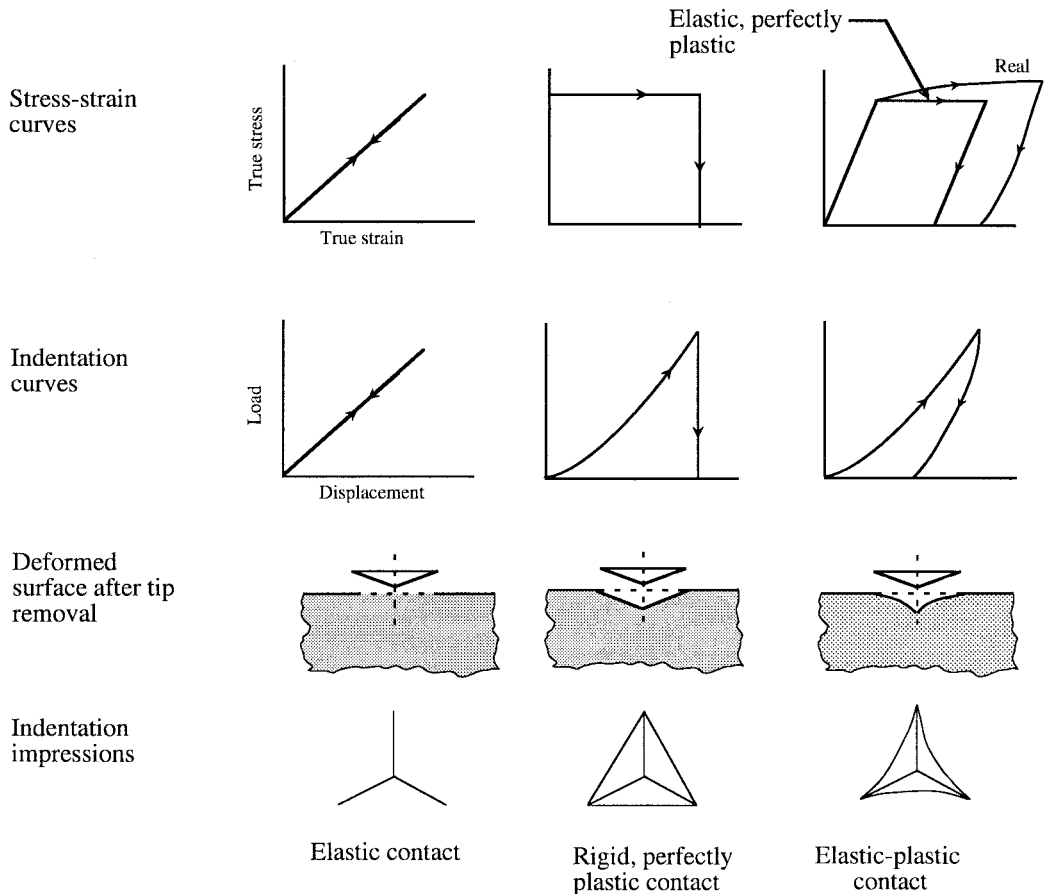 Elastic, perfectly
plastic
Real
Stress-strain
curves
True stress
True strain
Indentation
curves
Load
Displacement
Deformed
surface after tip
removal
Indentation
impressions
Elastic contact
Rigid, perfectly
plastic contact
Elastic-plastic
contact